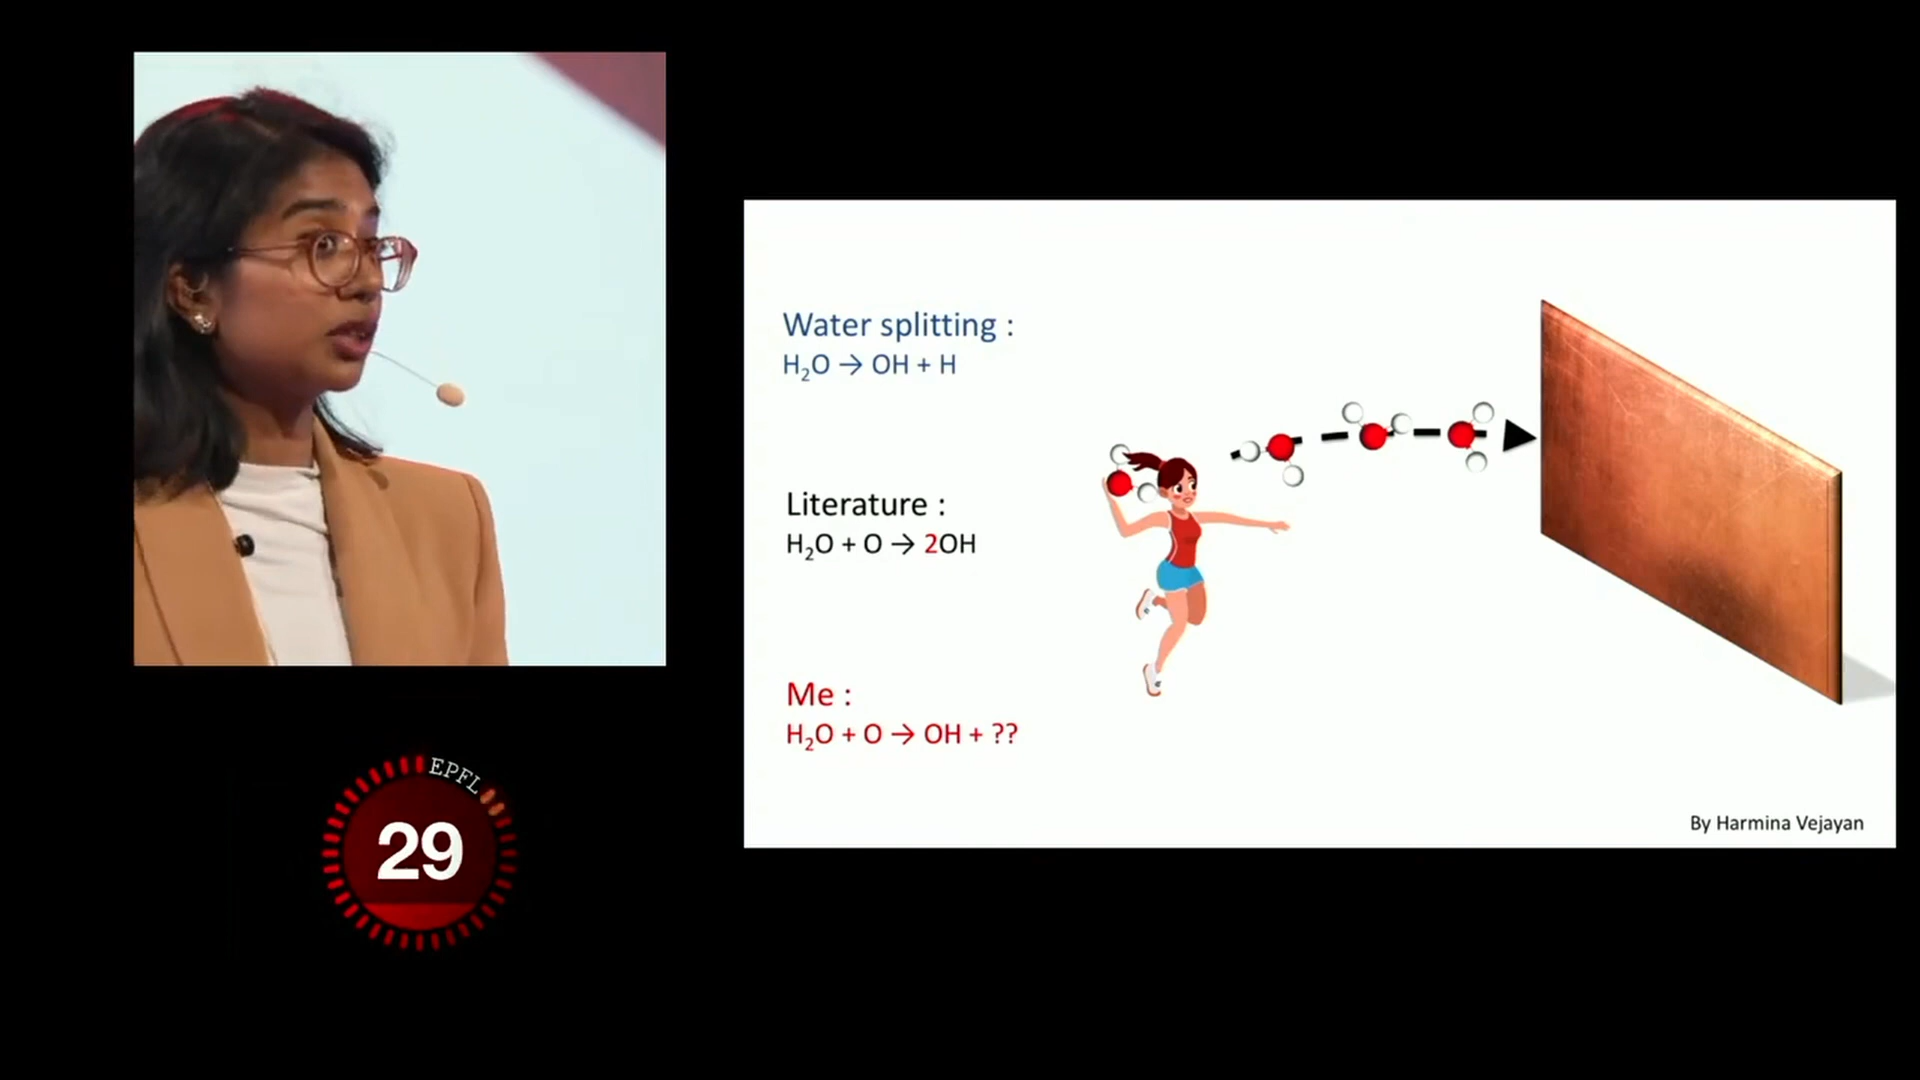 Water splitting :
H₂O → OH + H
Literature :
H₂O + O → 2OH
Me :
H₂O + O → OH + ??
By Harmina Vejayan
EPFL
29